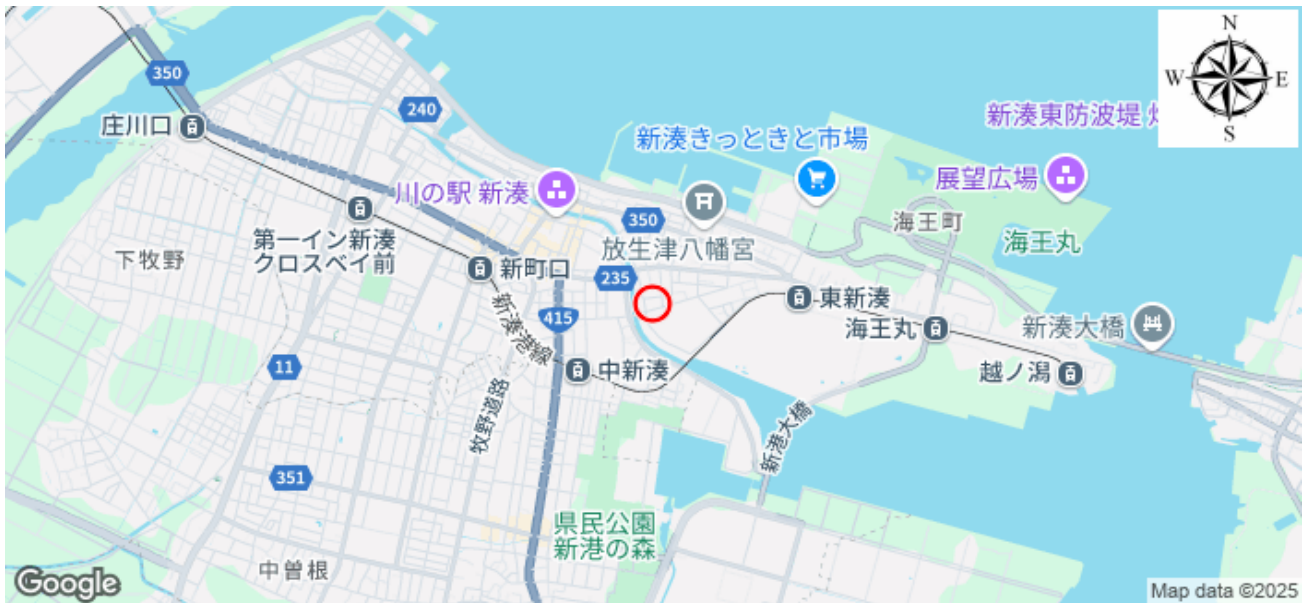 N
W
E
S
350
庄川口
240
新湊東防波堤
新湊きっときと市場
川の駅 新湊
展望広場
350
海王町
下牧野
第一イン新湊
クロスベイ前
放生津八幡宮
海王丸
新町口
235
東新湊
新湊港線
415
海王丸
新湊大橋
11
中新湊
越ノ潟
牧野道路
新港大橋
351
県民公園
新港の森
中曽根
Google
Map data ©2025